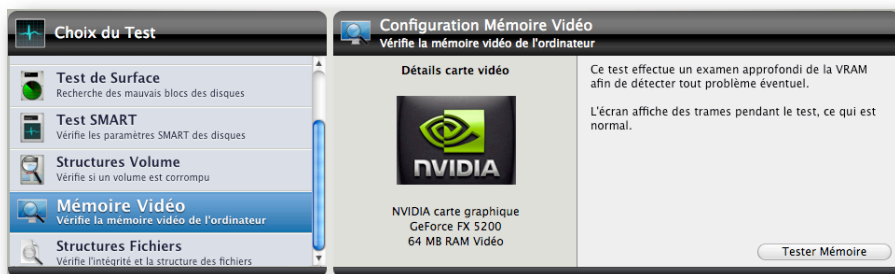 Choix du Test
Test de Surface
Recherche des mauvais blocs des disques
Test SMART
Vérifie les paramètres SMART des disques
Structures Volume
Vérifie si un volume est corrompu
Mémoire Vidéo
Vérifie la mémoire vidéo de l'ordinateur
Structures Fichiers
Vérifie l'intégrité et la structure des fichiers
Configuration Mémoire Vidéo
Vérifie la mémoire vidéo de l'ordinateur
Détails carte vidéo
NVIDIA
NVIDIA carte graphique
GeForce FX 5200
64 MB RAM Vidéo
Ce test effectue un examen approfondi de la VRAM
afin de détecter tout problème éventuel.
L'écran affiche des trames pendant le test, ce qui est
normal.
Tester Mémoire